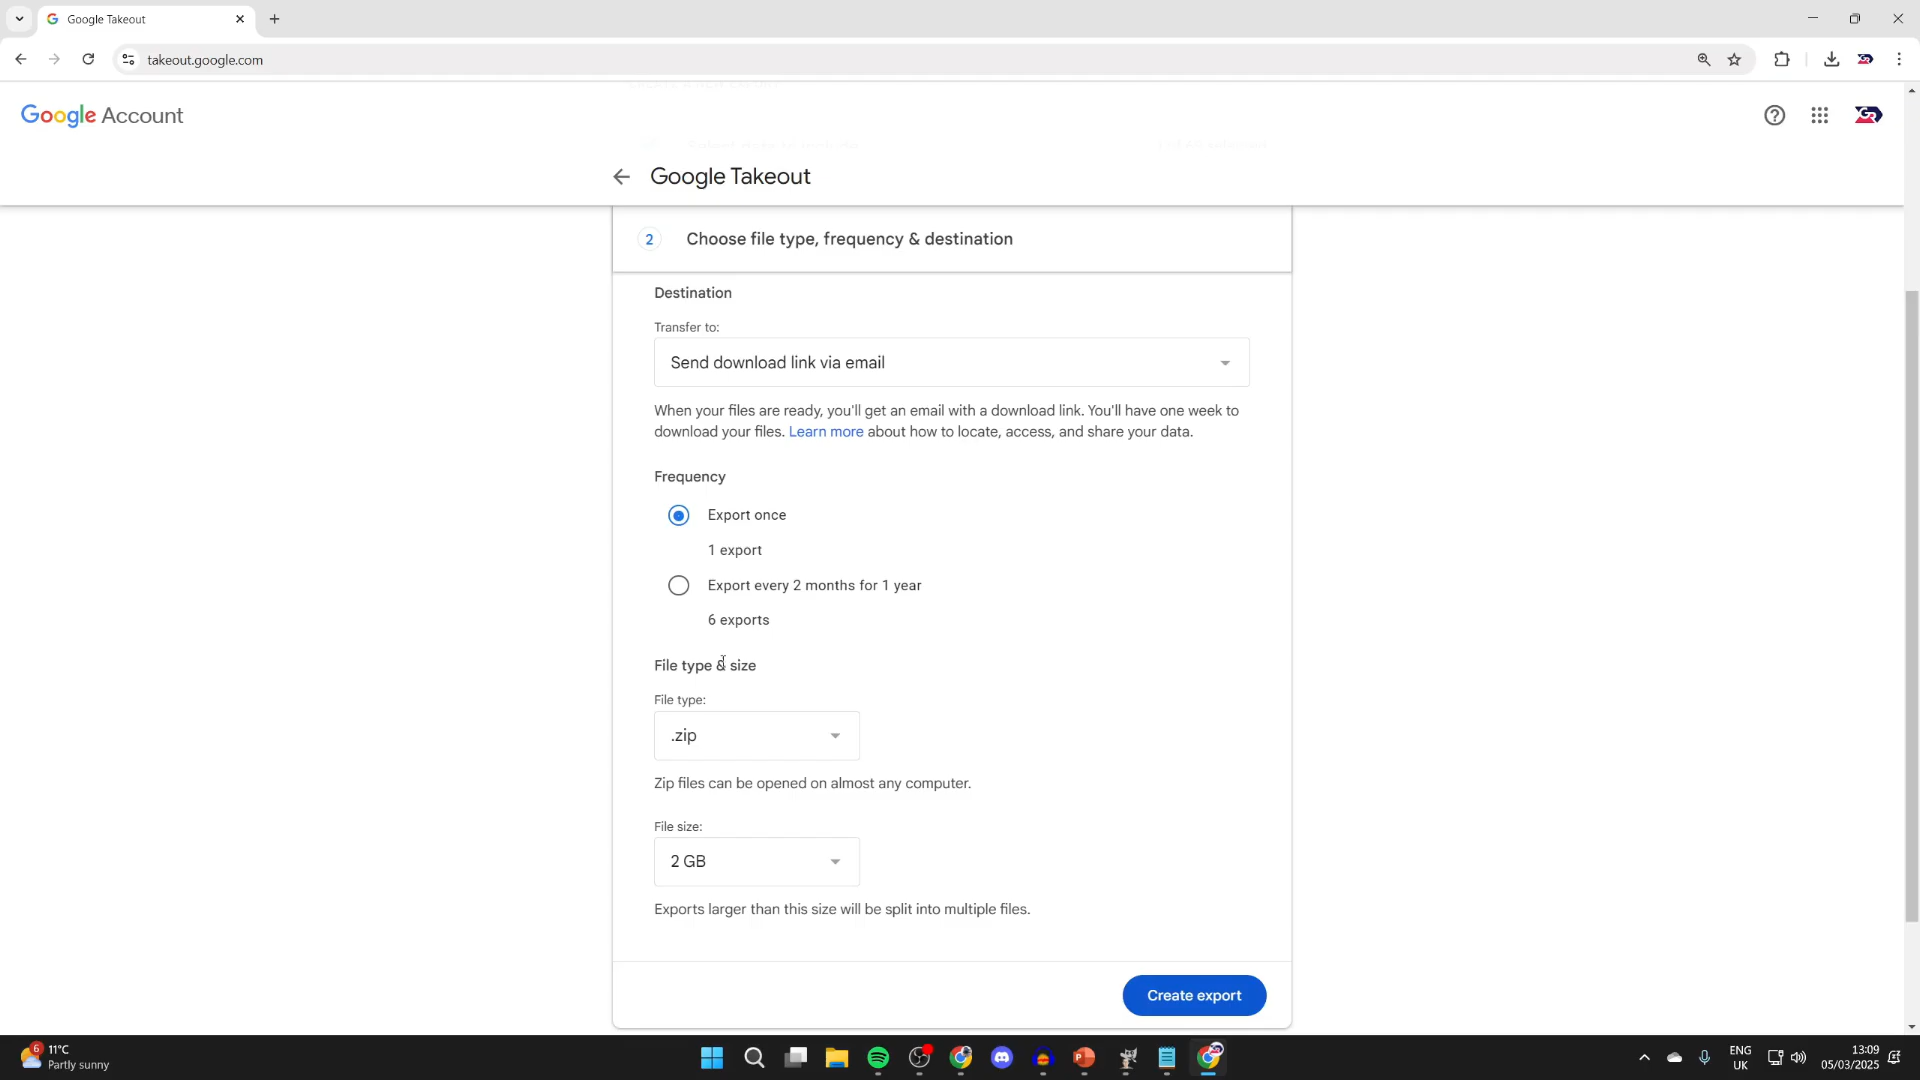 Google Takeout
takeout.google.com
Google Account
Google Takeout
2 Choose file type, frequency & destination
Destination
Transfer to:
Send download link via email
When your files are ready, you'll get an email with a download link. You'll have one week to
download your files. Learn more about how to locate, access, and share your data.
Frequency
Export once
1 export
Export every 2 months for 1 year
6 exports
File type & size
File type:
.zip
Zip files can be opened on almost any computer.
File size:
2 GB
Exports larger than this size will be split into multiple files.
Create export
6
11°C
Partly sunny
ENG
UK
13:09
05/03/2025